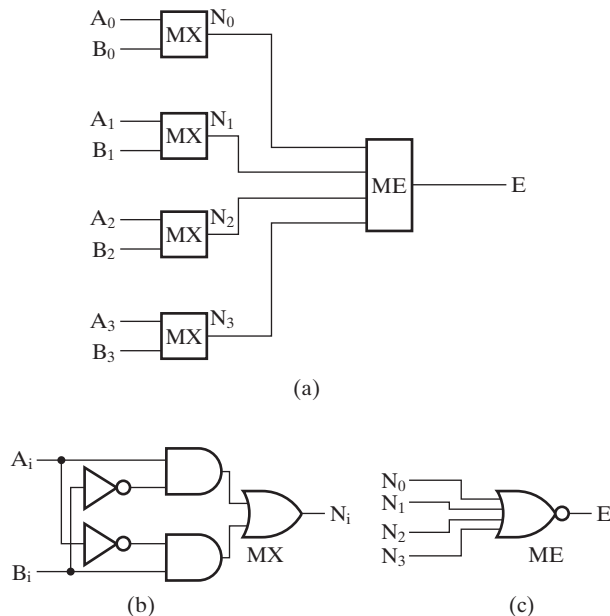 A₀
B₀
MX
N₀
A₁
B₁
MX
N₁
A₂
B₂
MX
N₂
A₃
B₃
MX
N₃
ME
E
(a)
Aᵢ
Bᵢ
Nᵢ
MX
(b)
N₀
N₁
N₂
N₃
E
ME
(c)